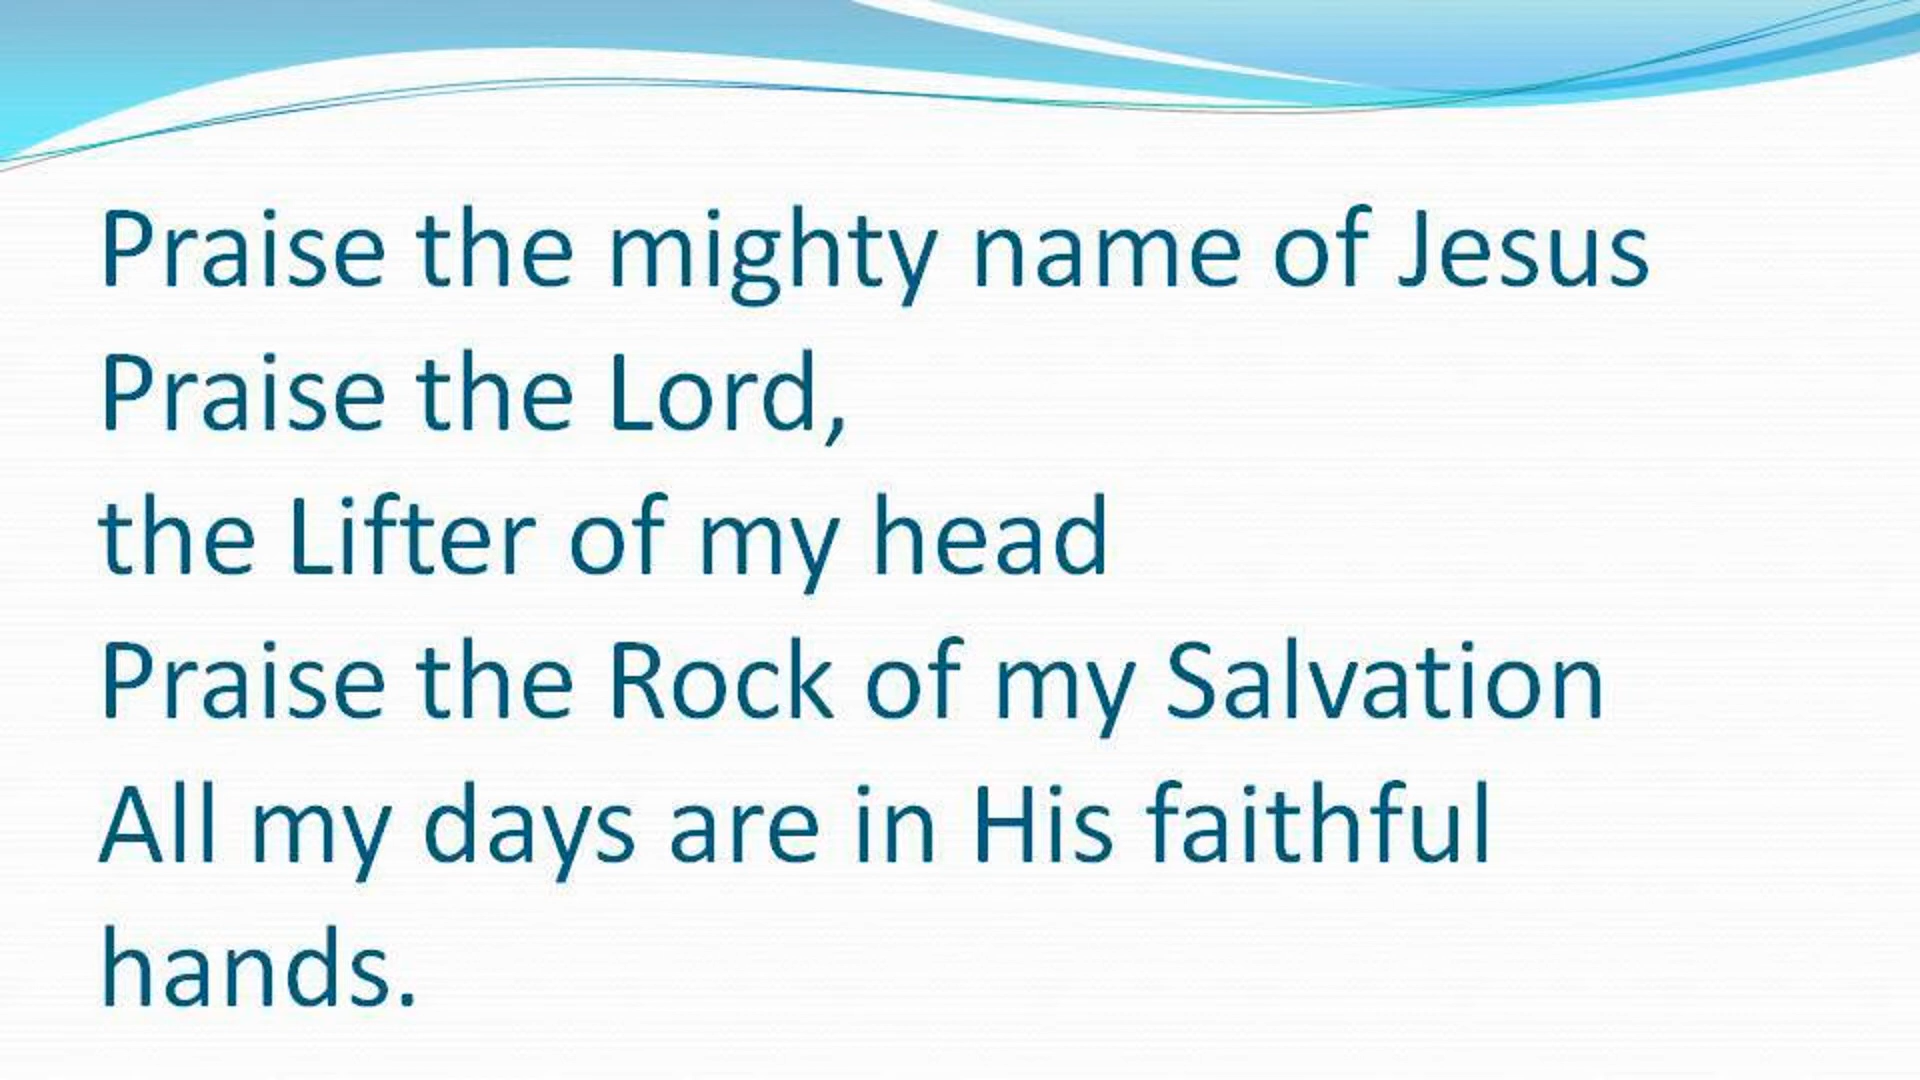 Praise the mighty name of Jesus
Praise the Lord,
the Lifter of my head
Praise the Rock of my Salvation
All my days are in His faithful
hands.